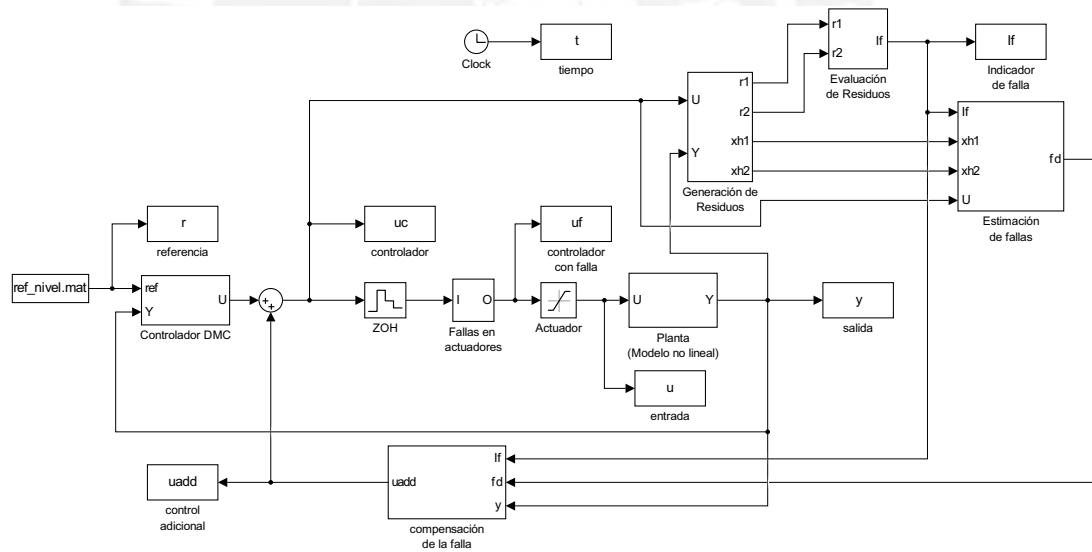 t
tiempo
Clock
r1
r2
If
Evaluación
de Residuos
If
Indicador
de falla
U
Y
r1
r2
xh1
xh2
Generación de
Residuos
If
xh1
xh2
U
fd
Estimación
de fallas
r
referencia
uc
controlador
uf
controlador
con falla
ref_nivel.mat
ref
Y
U
Controlador DMC
+
+
ZOH
I
O
Fallas en
actuadores
Actuador
U
Y
Planta
(Modelo no lineal)
y
salida
u
entrada
uadd
control
adicional
uadd
If
fd
y
compensación
de la falla